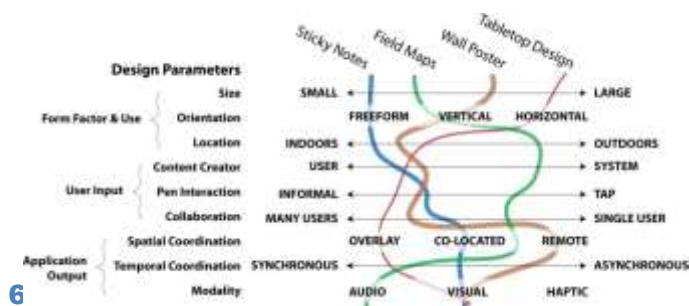 Sticky Notes
Field Maps
Wall Poster
Tabletop Design
Design Parameters
Size SMALL LARGE
Form Factor & Use Orientation FREEFORM VERTICAL HORIZONTAL
Location INDOORS OUTDOORS
Content Creator USER SYSTEM
User Input Pen Interaction INFORMAL TAP
Collaboration MANY USERS SINGLE USER
Spatial Coordination OVERLAY CO-LOCATED REMOTE
Application Output Temporal Coordination SYNCHRONOUS ASYNCHRONOUS
Modality AUDIO VISUAL HAPTIC
6